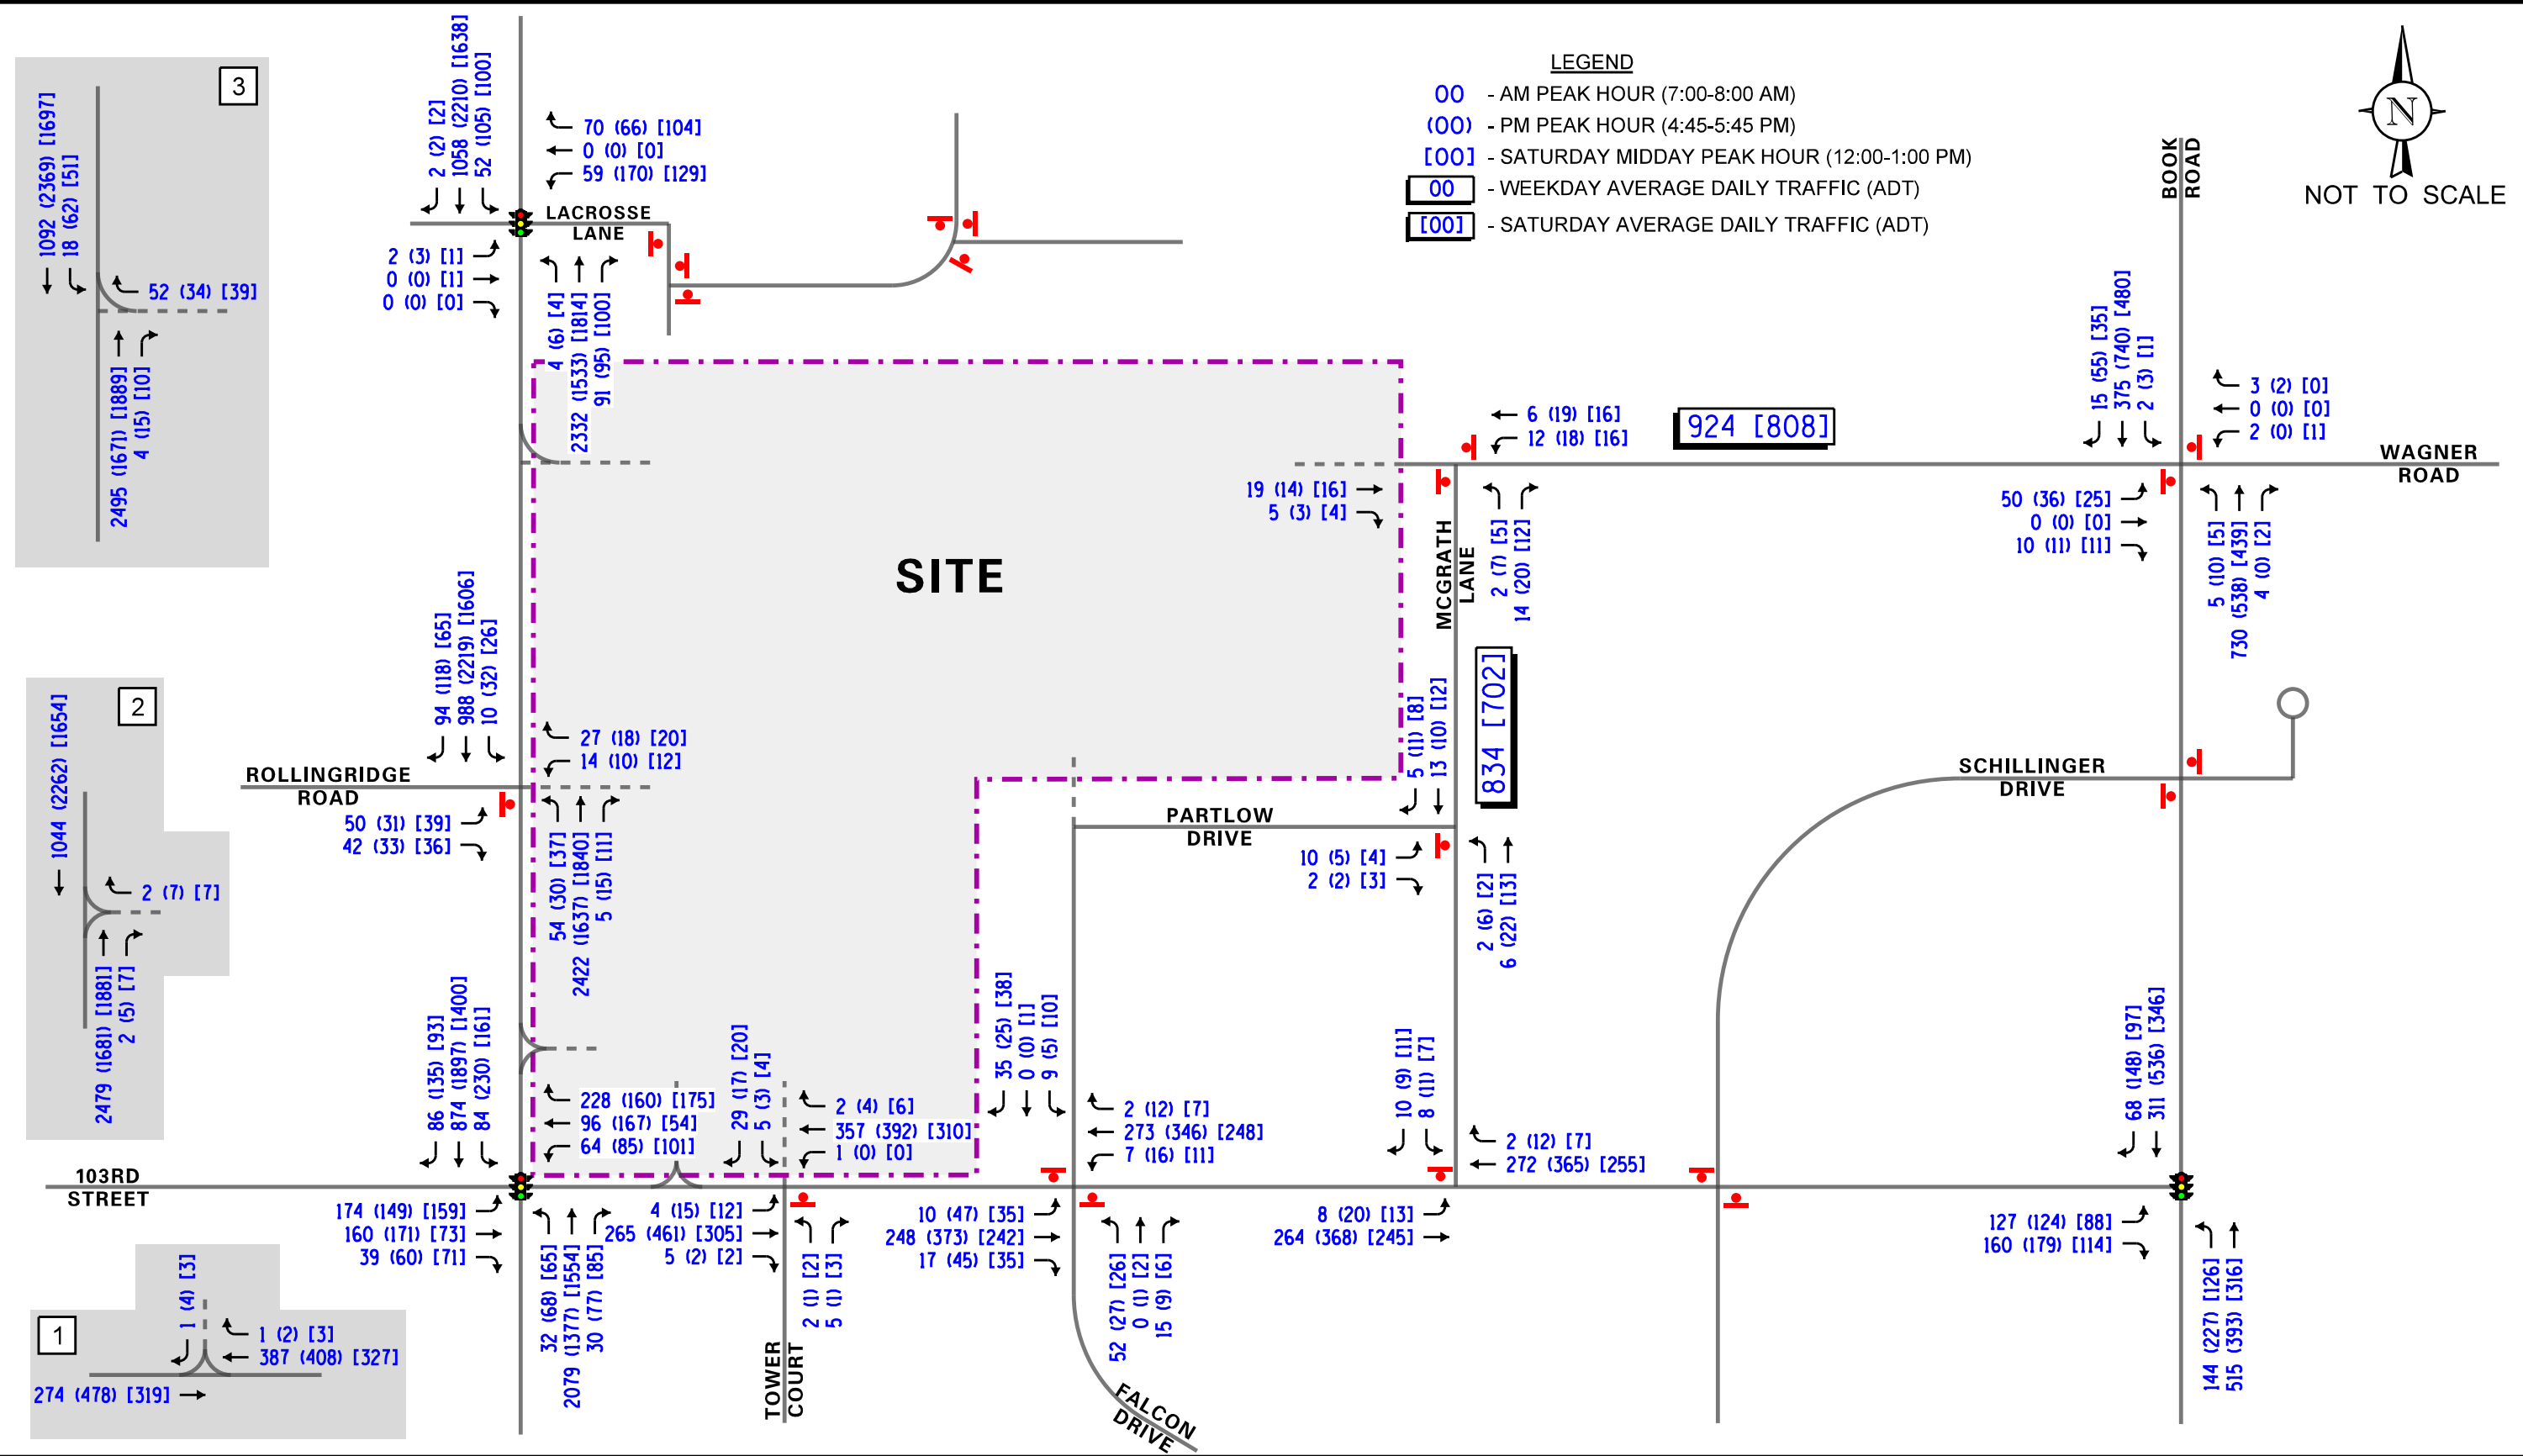 LEGEND
00 - AM PEAK HOUR (7:00-8:00 AM)
(00) - PM PEAK HOUR (4:45-5:45 PM)
[00] - SATURDAY MIDDAY PEAK HOUR (12:00-1:00 PM)
00 - WEEKDAY AVERAGE DAILY TRAFFIC (ADT)
[00] - SATURDAY AVERAGE DAILY TRAFFIC (ADT)
N
NOT TO SCALE
3
1092 (2369) [1697]
18 (62) [51]
52 (34) [39]
2495 (1671) [1889]
4 (15) [10]
2 (2) [2]
1058 (2210) [1638]
52 (105) [100]
70 (66) [104]
0 (0) [0]
59 (170) [129]
LACROSSE
LANE
2 (3) [1]
0 (0) [1]
0 (0) [0]
4 (6) [4]
2332 (1533) [1814]
91 (95) [100]
BOOK
ROAD
15 (55) [35]
375 (740) [480]
2 (3) [1]
3 (2) [0]
0 (0) [0]
2 (0) [1]
WAGNER
ROAD
50 (36) [25]
0 (0) [0]
10 (11) [11]
5 (10) [5]
730 (538) [439]
4 (0) [2]
6 (19) [16]
12 (18) [16]
924 [808]
19 (14) [16]
5 (3) [4]
MCGRATH
LANE
2 (7) [5]
14 (20) [12]
SITE
2
1044 (2262) [1654]
2 (7) [7]
2479 (1681) [1881]
2 (5) [7]
94 (118) [65]
988 (2219) [1606]
10 (32) [26]
27 (18) [20]
14 (10) [12]
ROLLINGRIDGE
ROAD
50 (31) [39]
42 (33) [36]
54 (30) [37]
2422 (1637) [1840]
5 (15) [11]
5 (11) [8]
13 (10) [12]
834 [702]
PARTLOW
DRIVE
10 (5) [4]
2 (2) [3]
2 (6) [2]
6 (22) [13]
SCHILLINGER
DRIVE
86 (135) [93]
874 (1897) [1400]
84 (230) [161]
228 (160) [175]
96 (167) [54]
64 (85) [101]
103RD
STREET
174 (149) [159]
160 (171) [73]
39 (60) [71]
32 (68) [65]
2079 (1377) [1554]
30 (77) [85]
29 (17) [20]
5 (3) [4]
2 (4) [6]
357 (392) [310]
1 (0) [0]
4 (15) [12]
265 (461) [305]
5 (2) [2]
2 (1) [2]
5 (1) [3]
TOWER
COURT
35 (25) [38]
0 (0) [1]
9 (5) [10]
2 (12) [7]
273 (346) [248]
7 (16) [11]
10 (47) [35]
248 (373) [242]
17 (45) [35]
52 (27) [26]
0 (1) [2]
15 (9) [6]
FALCON
DRIVE
10 (9) [11]
8 (11) [7]
2 (12) [7]
272 (365) [255]
8 (20) [13]
264 (368) [245]
68 (148) [97]
311 (536) [346]
127 (124) [88]
160 (179) [114]
144 (227) [126]
515 (393) [316]
1
1 (4) [3]
1 (2) [3]
387 (408) [327]
274 (478) [319]